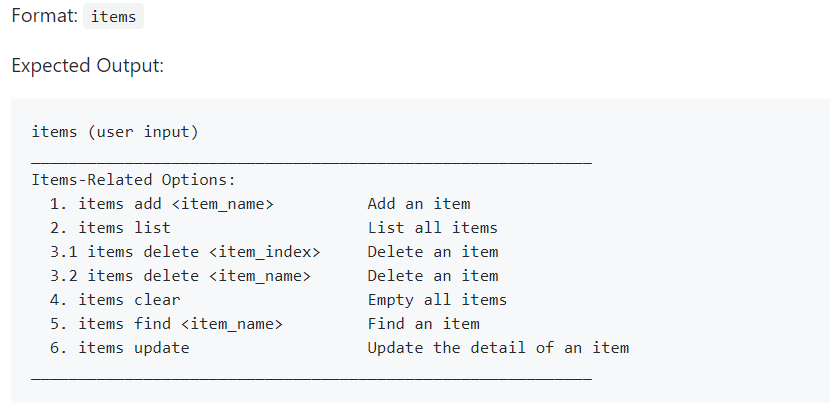 Format: items
Expected Output:
items (user input)
____________________________________________________________
Items-Related Options:
1. items add <item_name> Add an item
2. items list List all items
3.1 items delete <item_index> Delete an item
3.2 items delete <item_name> Delete an item
4. items clear Empty all items
5. items find <item_name> Find an item
6. items update Update the detail of an item
____________________________________________________________